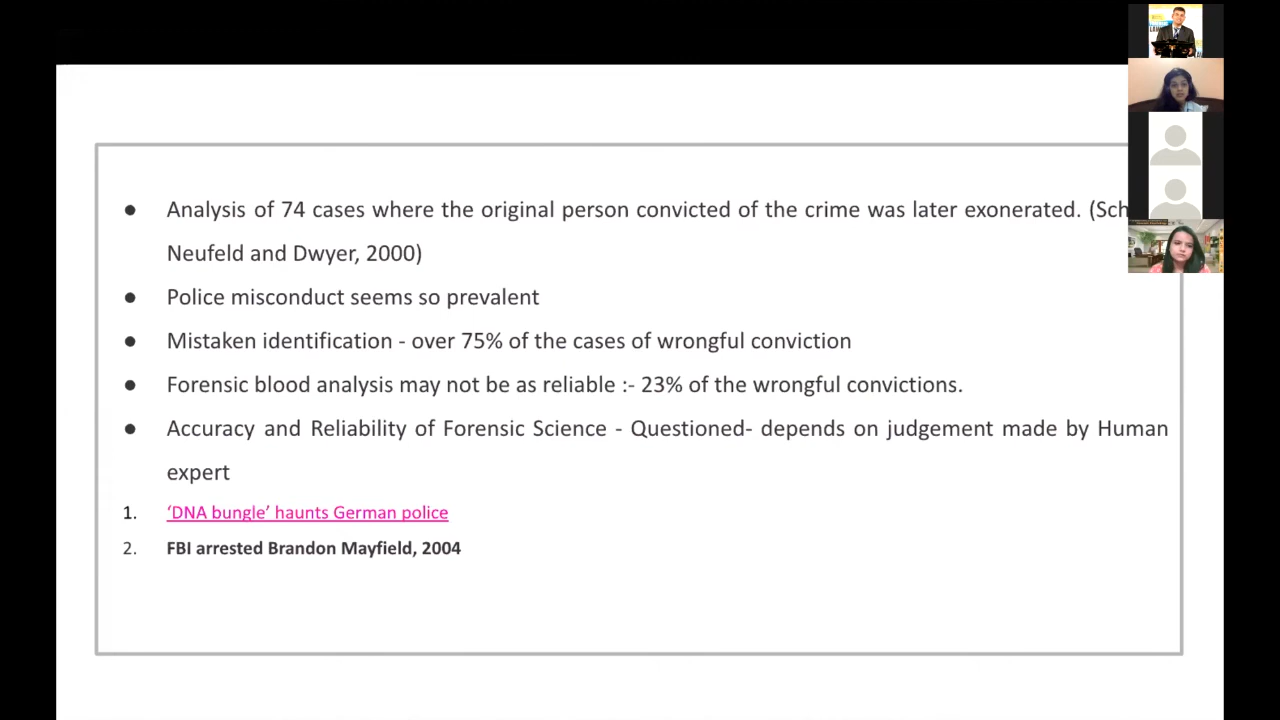 ● Analysis of 74 cases where the original person convicted of the crime was later exonerated. (Sch
Neufeld and Dwyer, 2000)
● Police misconduct seems so prevalent
● Mistaken identification - over 75% of the cases of wrongful conviction
● Forensic blood analysis may not be as reliable :- 23% of the wrongful convictions.
● Accuracy and Reliability of Forensic Science - Questioned- depends on judgement made by Human
expert
1. ‘DNA bungle’ haunts German police
2. FBI arrested Brandon Mayfield, 2004